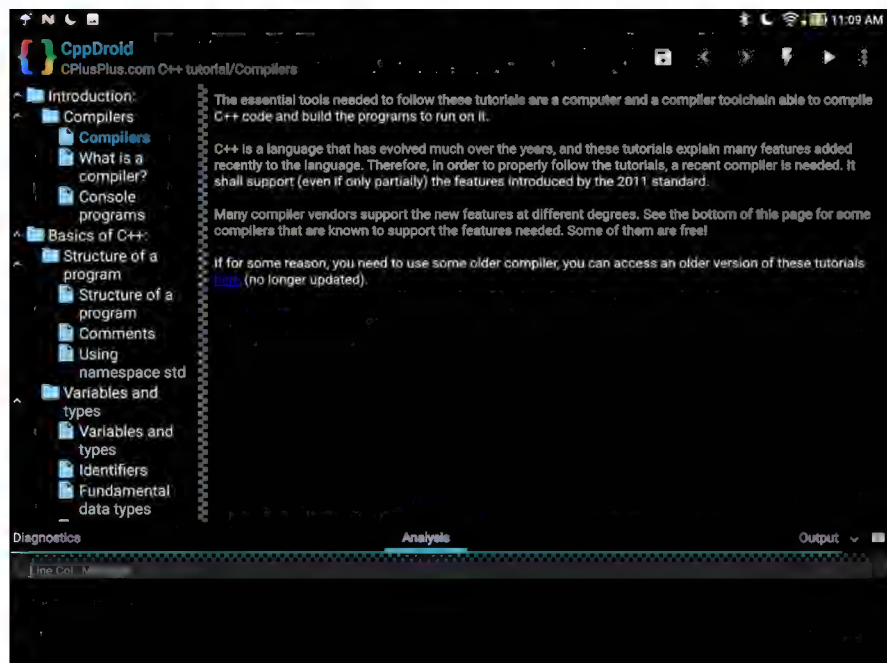 11:09 AM
CppDroid
CPlusPlus.com C++ tutorial/Compilers
Introduction:
Compilers
Compilers
What is a
compiler?
Console
programs
Basics of C++:
Structure of a
program
Structure of a
program
Comments
Using
namespace std
Variables and
types
Variables and
types
Identifiers
Fundamental
data types
The essential tools needed to follow these tutorials are a computer and a compiler toolchain able to compile
C++ code and build the programs to run on it.
C++ is a language that has evolved much over the years, and these tutorials explain many features added
recently to the language. Therefore, in order to properly follow the tutorials, a recent compiler is needed. It
shall support (even if only partially) the features introduced by the 2011 standard.
Many compiler vendors support the new features at different degrees. See the bottom of this page for some
compilers that are known to support the features needed. Some of them are free!
If for some reason, you need to use some older compiler, you can access an older version of these tutorials
here (no longer updated).
Diagnostics
Analysis
Output
Line Col